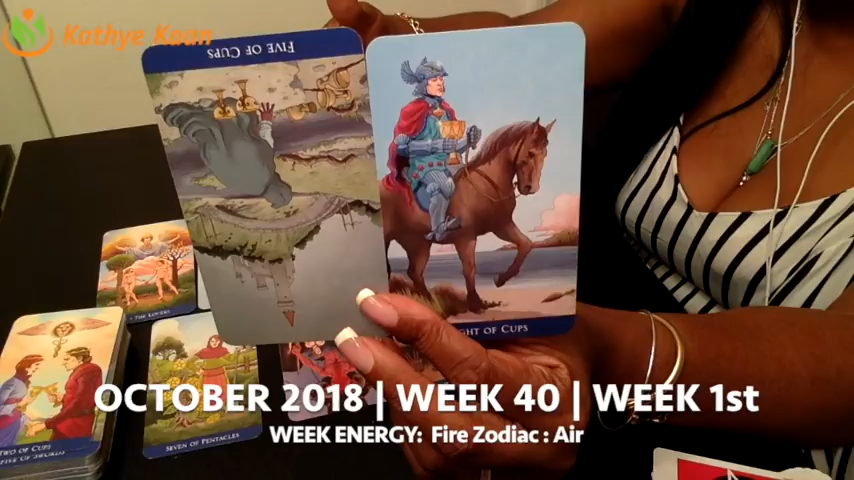 Kathye Kaan
FIVE OF CUPS
KNIGHT OF CUPS
THE LOVERS
TWO OF CUPS
SEVEN OF PENTACLES
OCTOBER 2018 | WEEK 40 | WEEK 1st
WEEK ENERGY: Fire Zodiac : Air